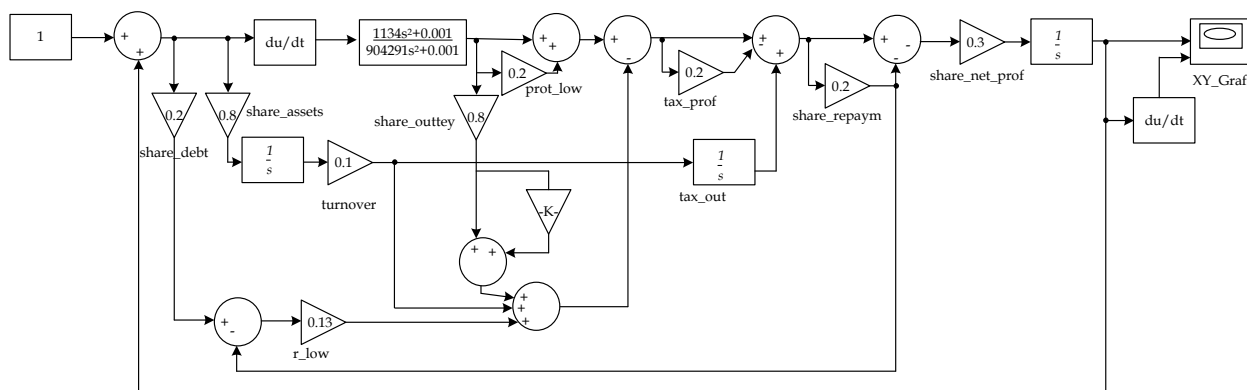 1
+
+
du/dt
1134s²+0.001
904291s²+0.001
+
+
+
-
+
-
+
+
-
-
0.3
share_net_prof
1
s
XY_Graf
du/dt
0.2
prot_low
0.2
tax_prof
0.2
share_repaym
0.2
share_debt
0.8
share_assets
share_outtey
0.8
1
s
0.1
turnover
1
s
tax_out
-K-
+ +
+
+
+
+
-
0.13
r_low